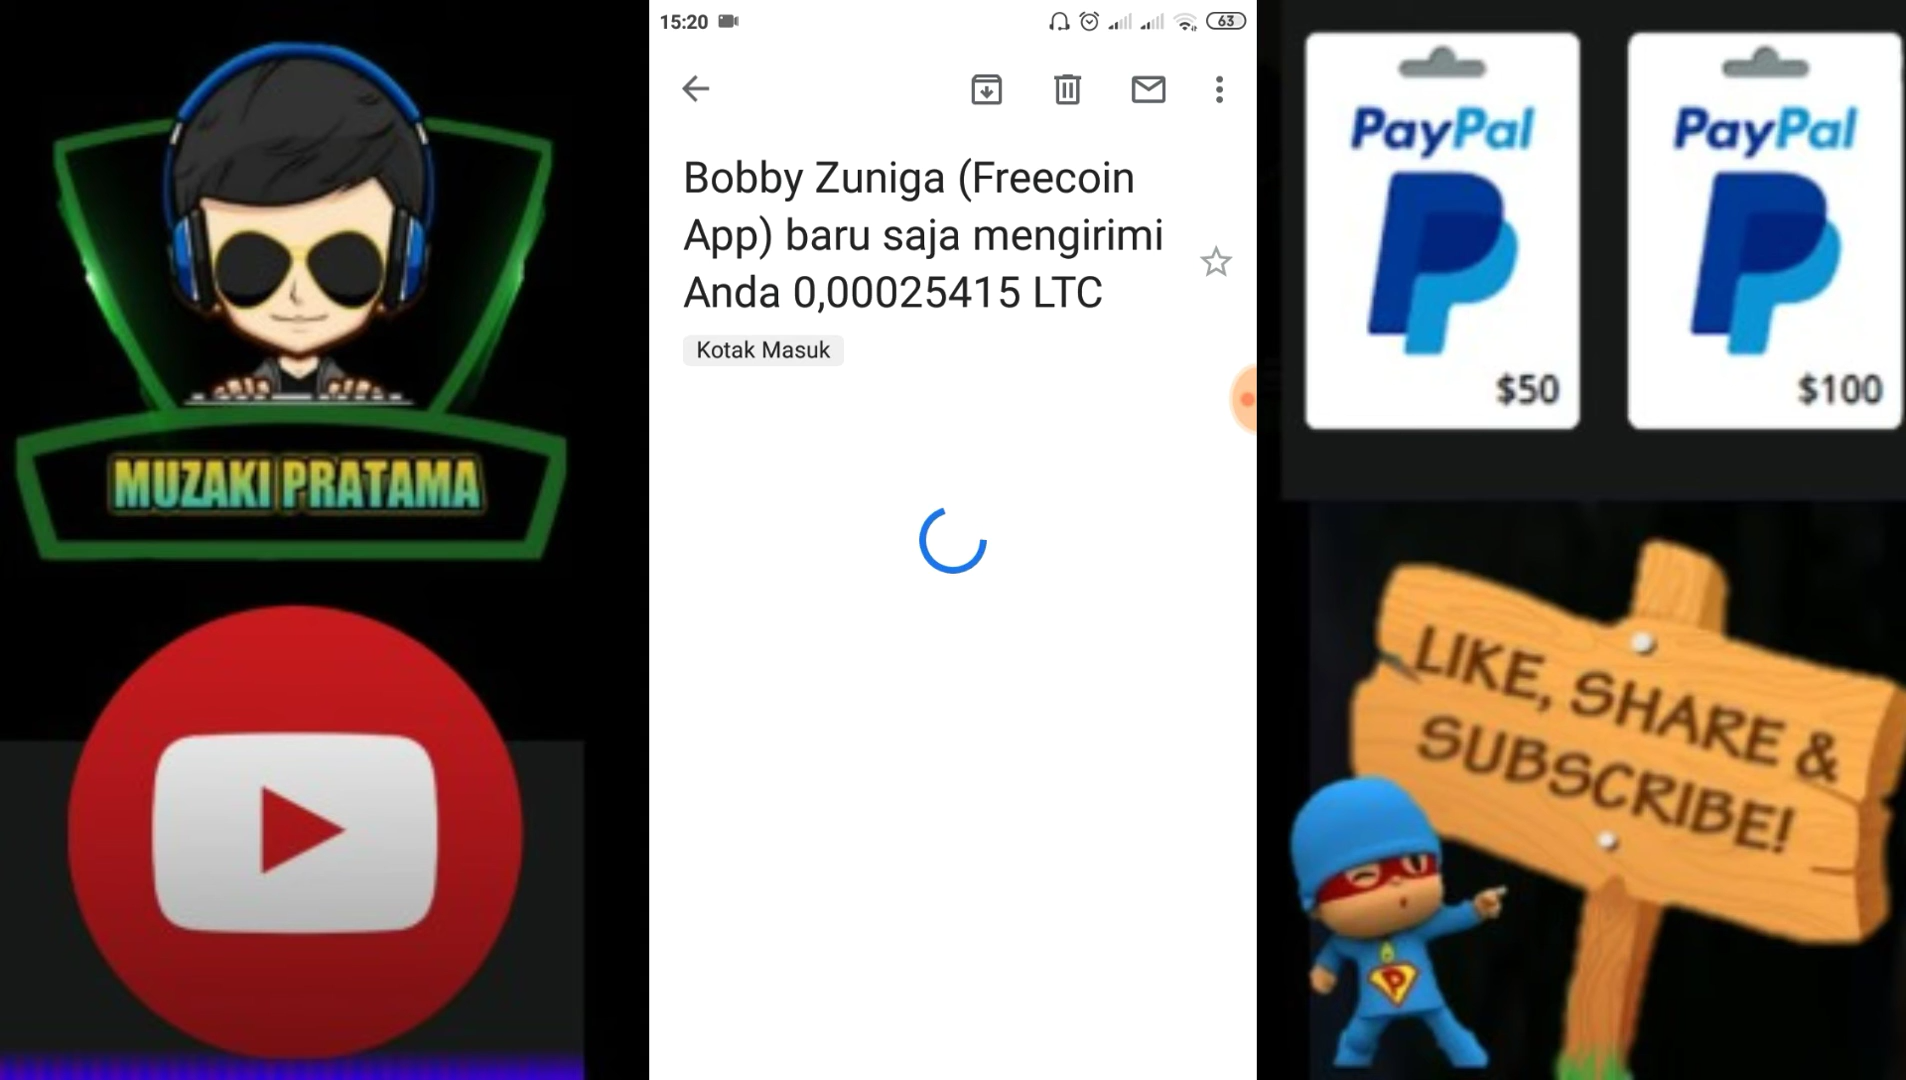 MUZAKI PRATAMA
15:20
63
Bobby Zuniga (Freecoin
App) baru saja mengirimi
Anda 0,00025415 LTC
Kotak Masuk
PayPal
$50
PayPal
$100
LIKE, SHARE &
SUBSCRIBE!
P